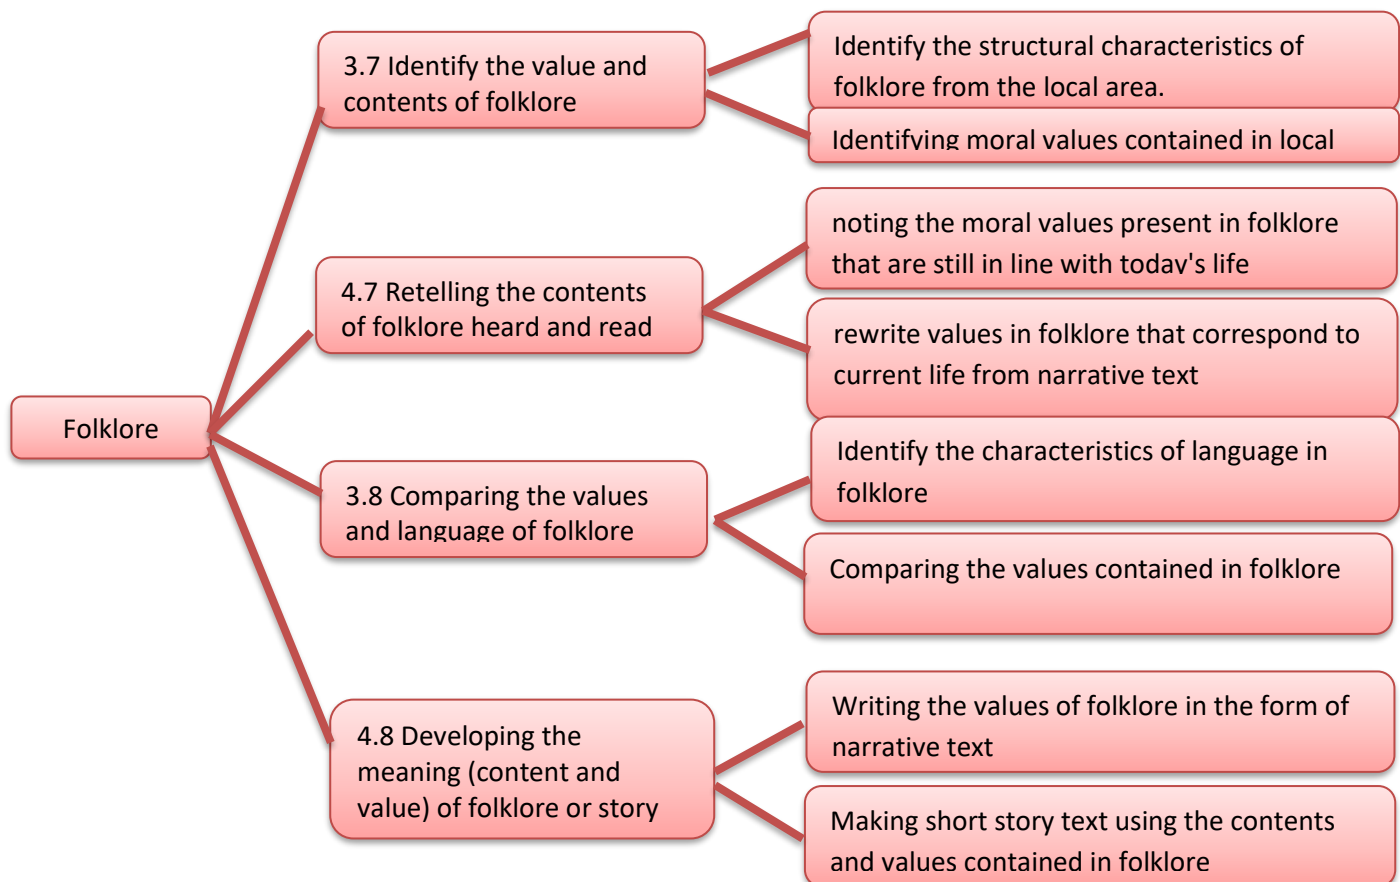 Folklore
3.7 Identify the value and
contents of folklore
Identify the structural characteristics of
folklore from the local area.
Identifying moral values contained in local
4.7 Retelling the contents
of folklore heard and read
noting the moral values present in folklore
that are still in line with today's life
rewrite values in folklore that correspond to
current life from narrative text
3.8 Comparing the values
and language of folklore
Identify the characteristics of language in
folklore
Comparing the values contained in folklore
4.8 Developing the
meaning (content and
value) of folklore or story
Writing the values of folklore in the form of
narrative text
Making short story text using the contents
and values contained in folklore